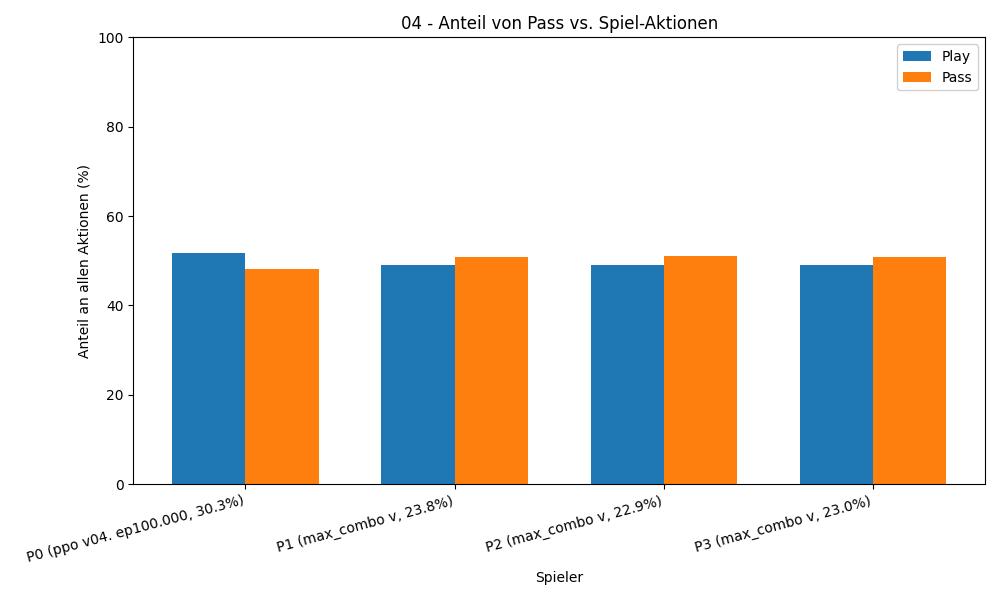 04 - Anteil von Pass vs. Spiel-Aktionen
Play
Pass
Anteil an allen Aktionen (%)
100
80
60
40
20
0
P0 (ppo v04. ep100.000, 30.3%)
P1 (max_combo v, 23.8%)
P2 (max_combo v, 22.9%)
P3 (max_combo v, 23.0%)
Spieler